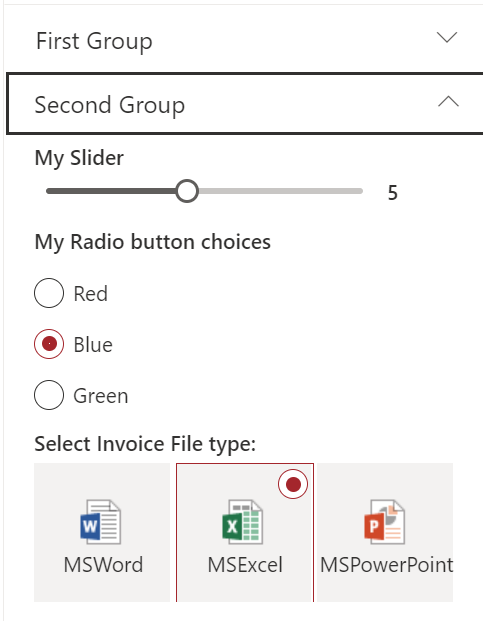 First Group
Second Group
My Slider
5
My Radio button choices
Red
Blue
Green
Select Invoice File type:
W X P
MSWord MSExcel MSPowerPoint